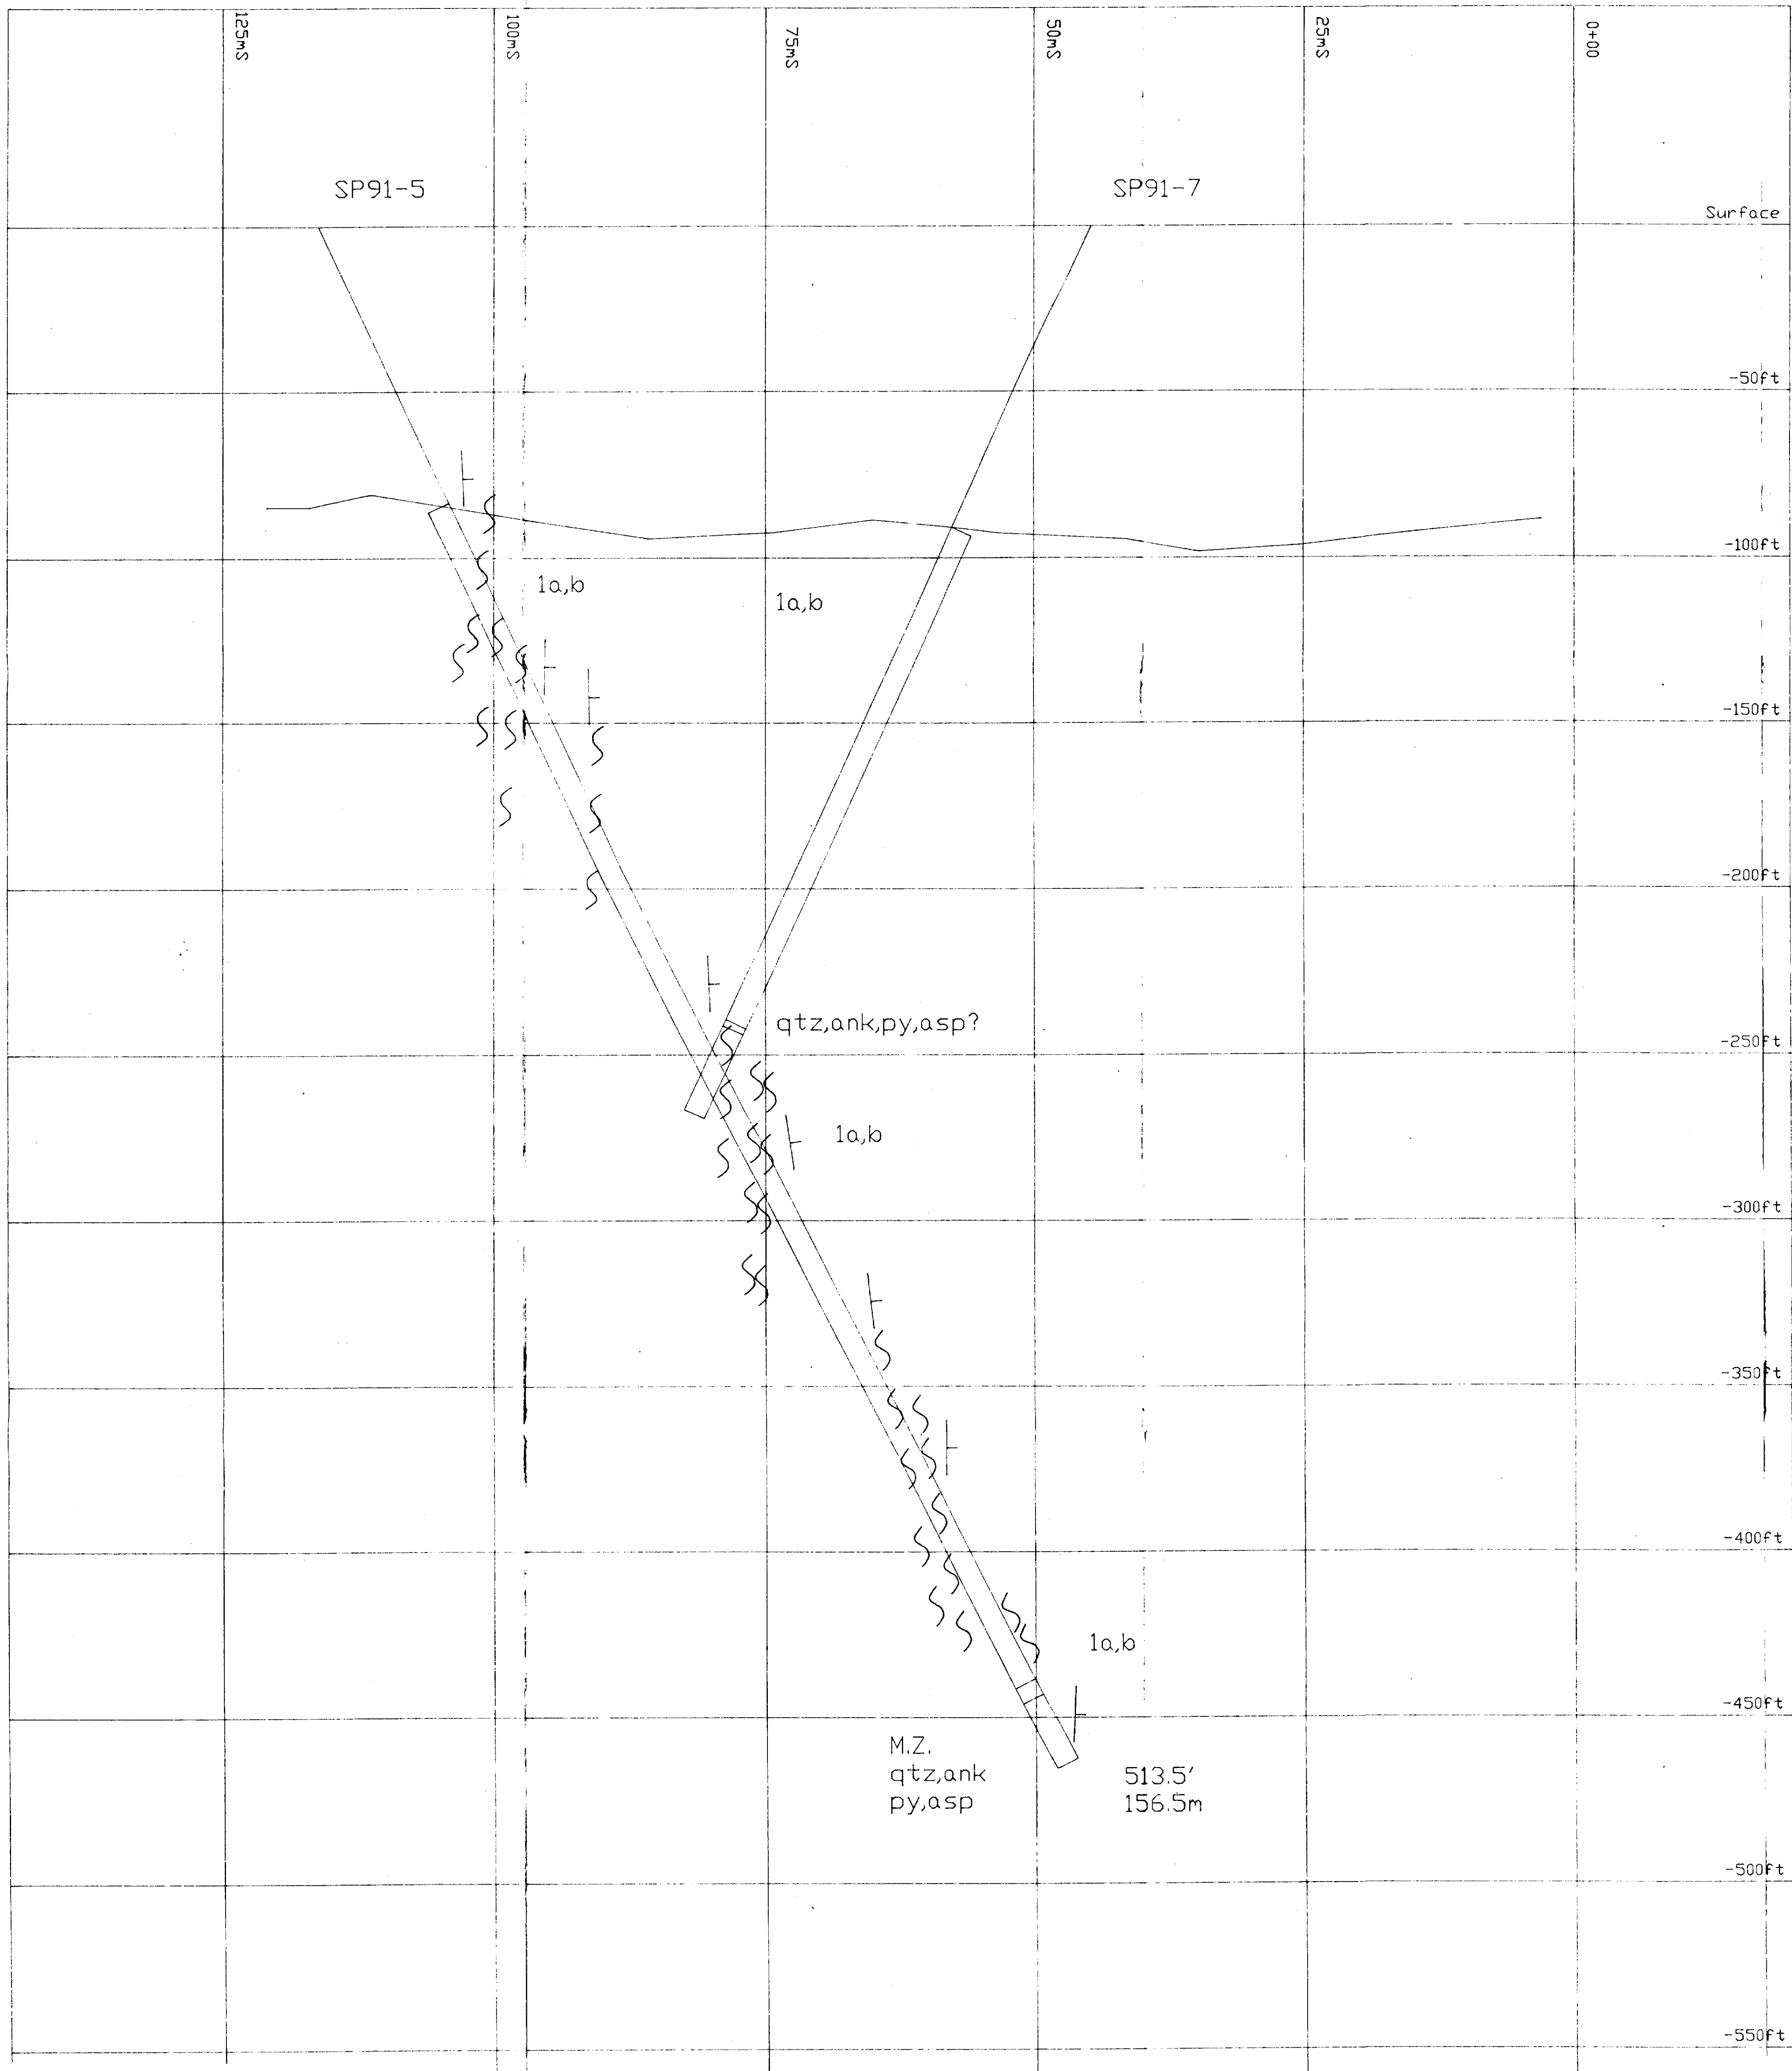 125mS
100mS
75mS
50mS
25mS
0+00
SP91-5
SP91-7
Surface
-50ft
-100ft
1a,b
1a,b
-150ft
-200ft
qtz,ank,py,asp?
-250ft
1a,b
-300ft
-350ft
-400ft
1a,b
-450ft
M.Z.
qtz,ank
py,asp
513.5'
156.5m
-500ft
-550ft